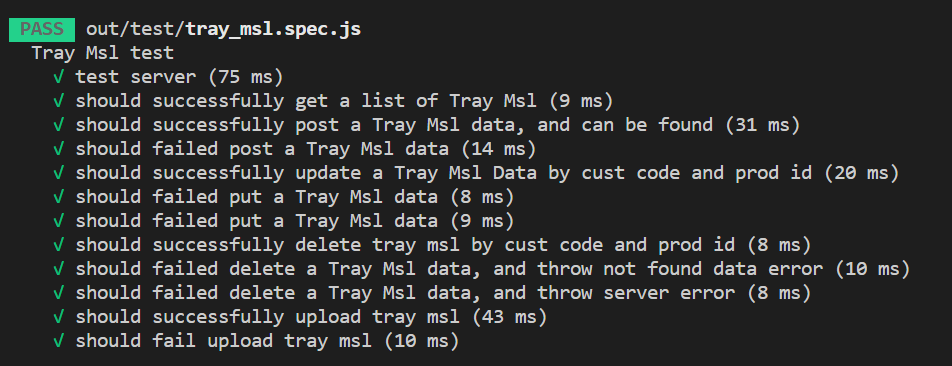 PASS out/test/tray_msl.spec.js
Tray Msl test
√ test server (75 ms)
√ should successfully get a list of Tray Msl (9 ms)
√ should successfully post a Tray Msl data, and can be found (31 ms)
√ should failed post a Tray Msl data (14 ms)
√ should successfully update a Tray Msl Data by cust code and prod id (20 ms)
√ should failed put a Tray Msl data (8 ms)
√ should failed put a Tray Msl data (9 ms)
√ should successfully delete tray msl by cust code and prod id (8 ms)
√ should failed delete a Tray Msl data, and throw not found data error (10 ms)
√ should failed delete a Tray Msl data, and throw server error (8 ms)
√ should successfully upload tray msl (43 ms)
√ should fail upload tray msl (10 ms)